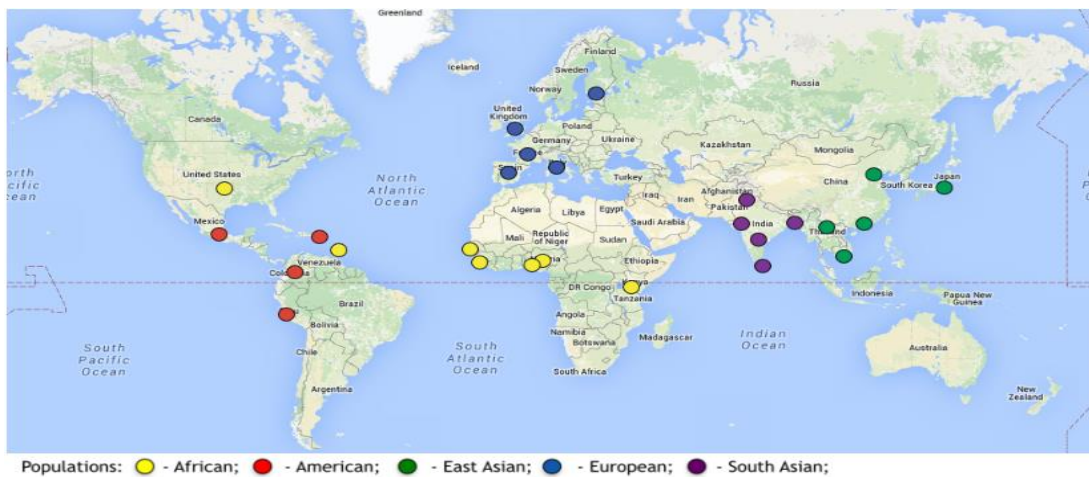 Greenland
Iceland
Finland
Sweden
Norway
Russia
United
Kingdom
Canada
Poland
Germany
Ukraine
Kazakhstan
Mongolia
United States
North
Atlantic
Ocean
Turkey
Afghanistan
China
South Korea
Japan
Pacific
Ocean
Iraq
Iran
Pakistan
Algeria
Libya
Egypt
Saudi Arabia
India
Mexico
Mali
Republic
of Niger
Sudan
Venezuela
Ethiopia
DR Congo
Tanzania
Indonesia
Papua New
Guinea
Brazil
Bolivia
Angola
Namibia
Botswana
Madagascar
Indian
Ocean
Australia
South
Pacific
Ocean
Chile
South
Atlantic
Ocean
South Africa
Argentina
New
Zealand
Populations: - African; - American; - East Asian; - European; - South Asian;